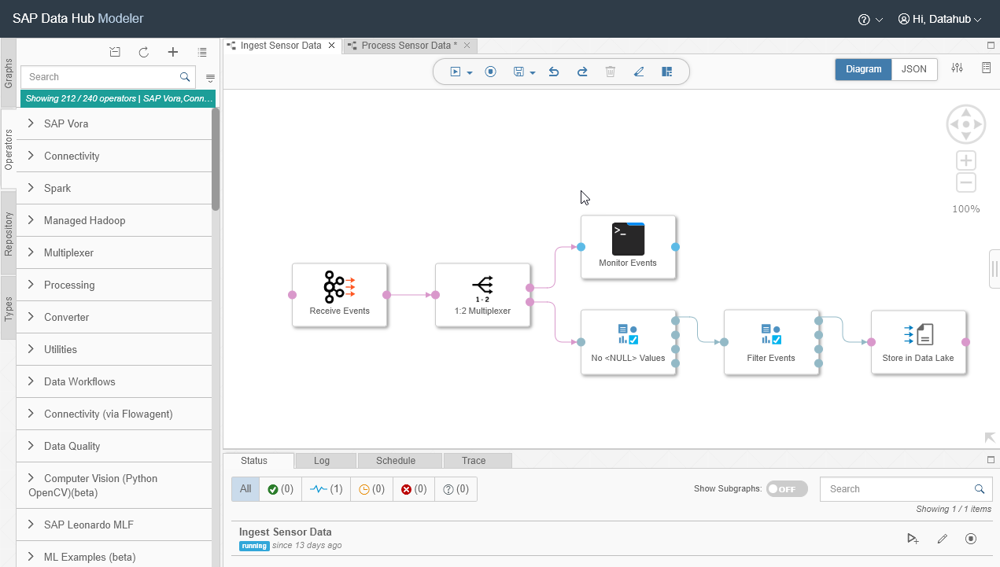 SAP Data Hub Modeler
Hi, Datahub
Graphs
Operators
Repository
Types
Search
Showing 212 / 240 operators | SAP Vora,Conn...
SAP Vora
Connectivity
Spark
Managed Hadoop
Multiplexer
Processing
Converter
Utilities
Data Workflows
Connectivity (via Flowagent)
Data Quality
Computer Vision (Python
OpenCV)(beta)
SAP Leonardo MLF
ML Examples (beta)
Ingest Sensor Data
Process Sensor Data *
Diagram
JSON
100%
Receive Events
1 - 2
1:2 Multiplexer
>_
Monitor Events
No <NULL> Values
Filter Events
Store in Data Lake
Status
Log
Schedule
Trace
All
(0)
(1)
(0)
(0)
(0)
Show Subgraphs:
OFF
Search
Showing 1 / 1 items
Ingest Sensor Data
running since 13 days ago